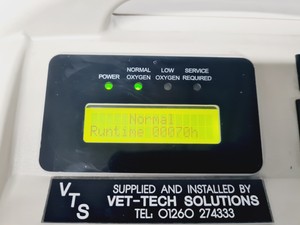 POWER
NORMAL OXYGEN
LOW OXYGEN
SERVICE REQUIRED
Normal
Runtime 00070h
VTS
SUPPLIED AND INSTALLED BY
VET-TECH SOLUTIONS
TEL: 01260 274333